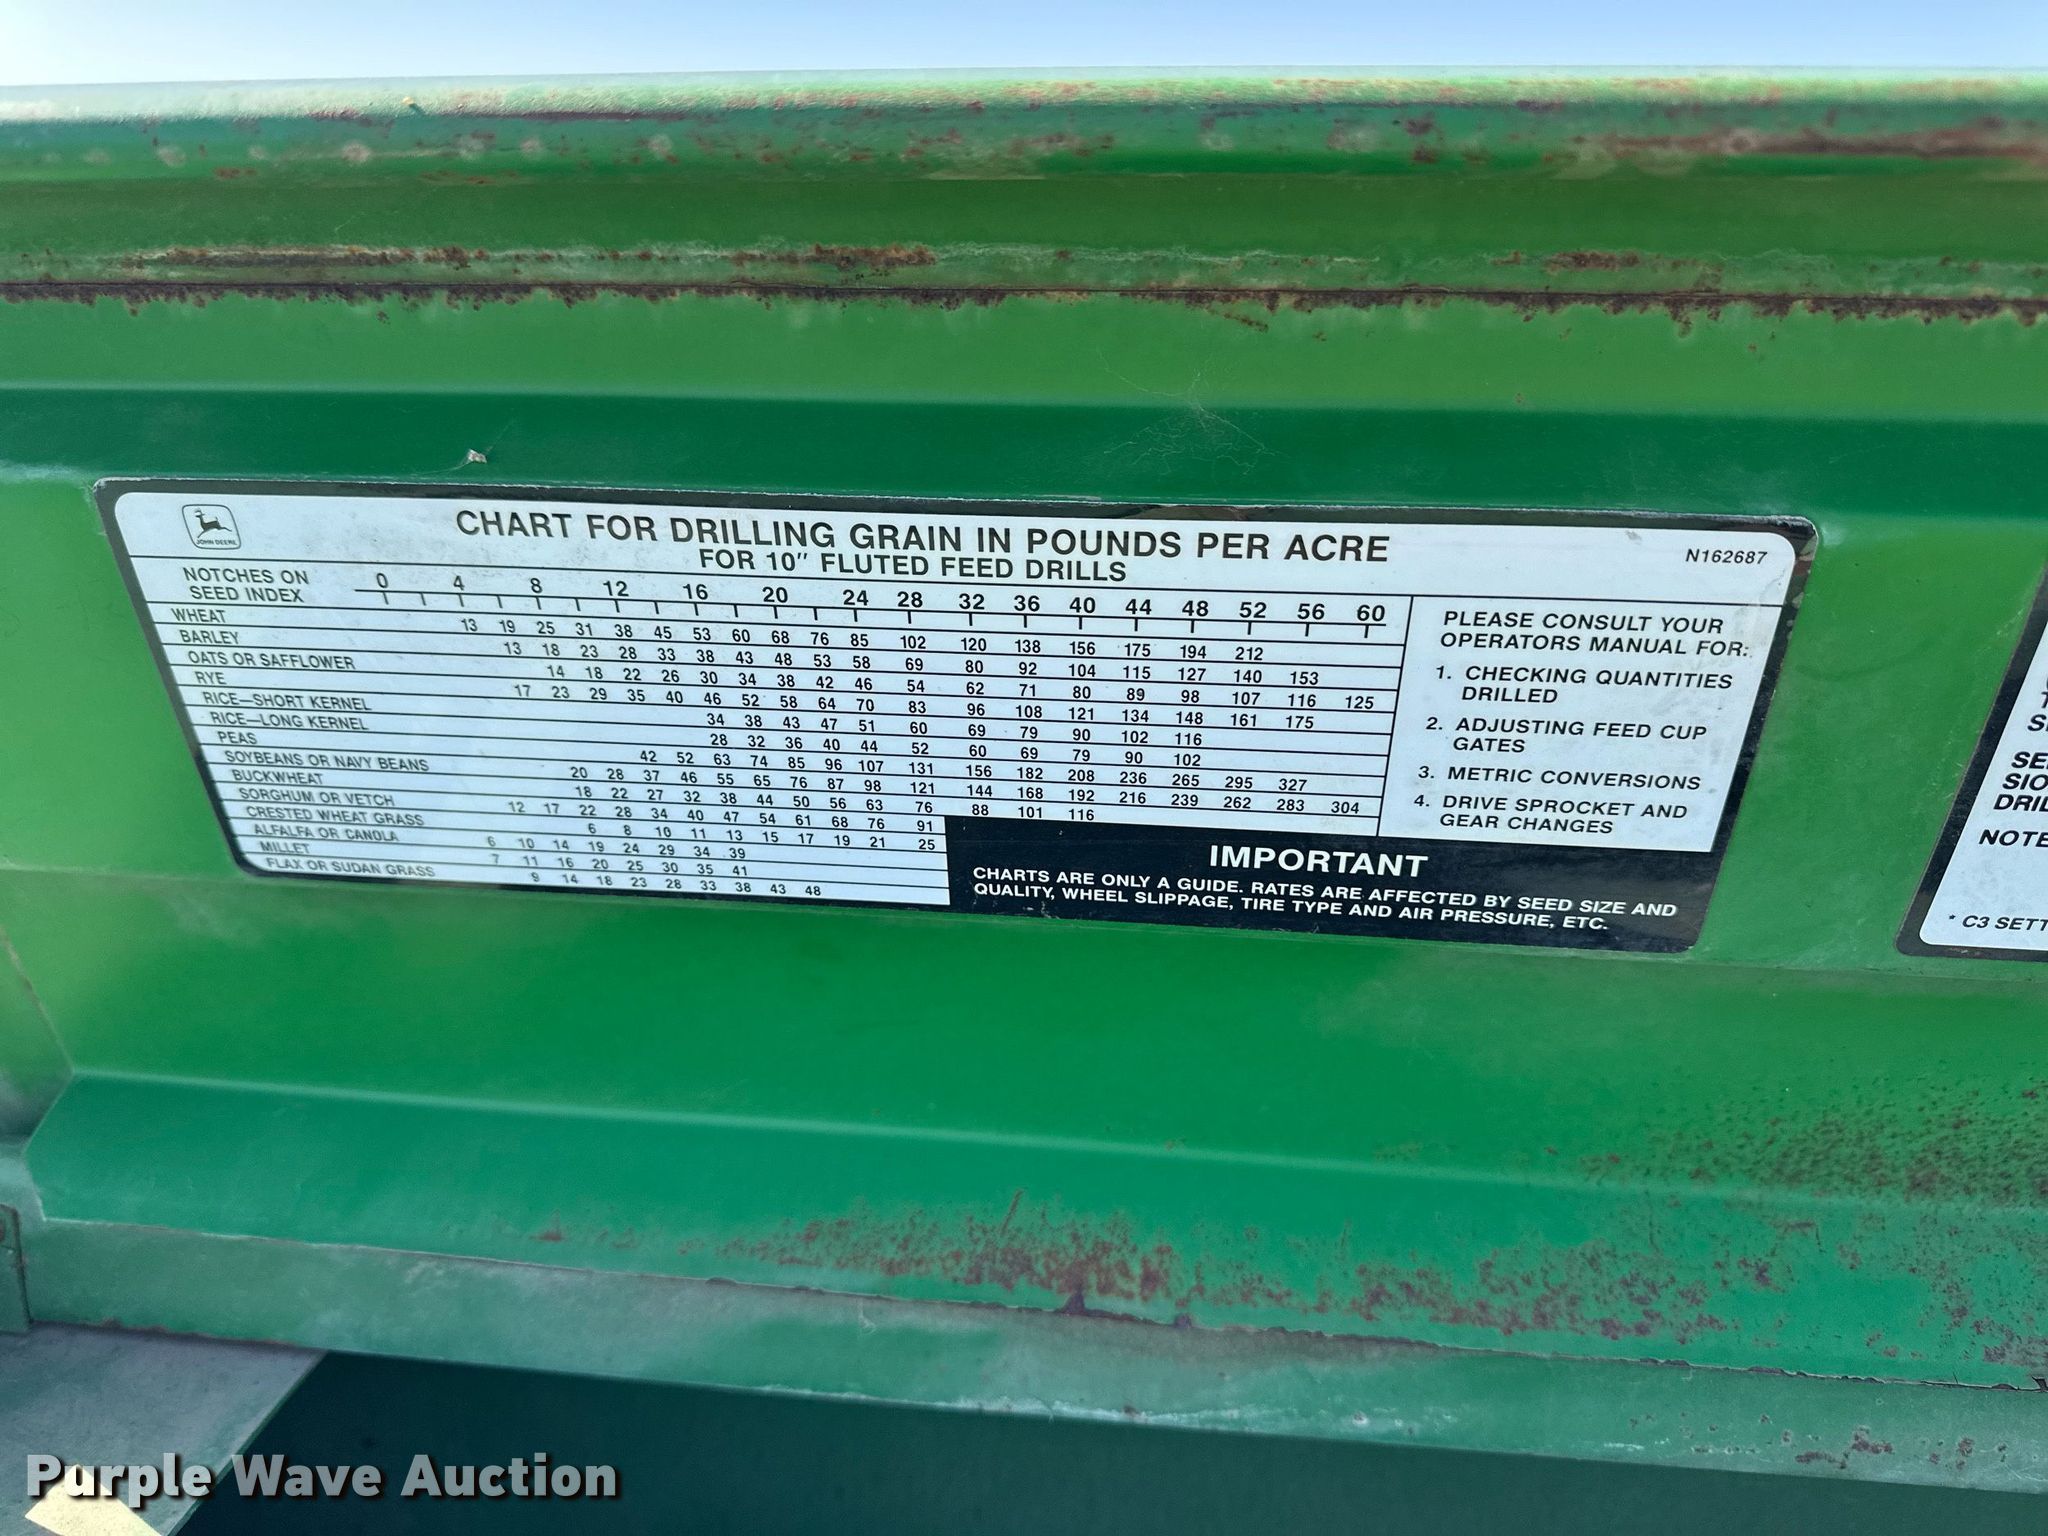 JOHN DEERE
CHART FOR DRILLING GRAIN IN POUNDS PER ACRE
FOR 10" FLUTED FEED DRILLS
N162687
NOTCHES ON SEED INDEX 0 4 8 12 16 20 24 28 32 36 40 44 48 52 56 60
WHEAT 13 19 25 31 38 45 53 60 68 76 85 102 120 138 156 175 194 212
BARLEY 13 18 23 28 33 38 43 48 53 58 69 80 92 104 115 127 140 153
OATS OR SAFFLOWER 14 18 22 26 30 34 38 42 46 54 62 71 80 89 98 107 116 125
RYE 17 23 29 35 40 46 52 58 64 70 83 96 108 121 134 148 161 175
RICE—SHORT KERNEL 34 38 43 47 51 60 69 79 90 102 116
RICE—LONG KERNEL 28 32 36 40 44 52 60 69 79 90 102
PEAS 42 52 63 74 85 96 107 131 156 182 208 236 265 295 327
SOYBEANS OR NAVY BEANS 20 28 37 46 55 65 76 87 98 121 144 168 192 216 239 262 283 304
BUCKWHEAT 18 22 27 32 38 44 50 56 63 76 88 101 116
SORGHUM OR VETCH 12 17 22 28 34 40 47 54 61 68 76 91
CRESTED WHEAT GRASS 6 8 10 11 13 15 17 19 21 25
ALFALFA OR CANOLA 6 10 14 19 24 29 34 39
MILLET 7 11 16 20 25 30 35 41
FLAX OR SUDAN GRASS 9 14 18 23 28 33 38 43 48
PLEASE CONSULT YOUR
OPERATORS MANUAL FOR:
1. CHECKING QUANTITIES
DRILLED
2. ADJUSTING FEED CUP
GATES
3. METRIC CONVERSIONS
4. DRIVE SPROCKET AND
GEAR CHANGES
IMPORTANT
CHARTS ARE ONLY A GUIDE. RATES ARE AFFECTED BY SEED SIZE AND
QUALITY, WHEEL SLIPPAGE, TIRE TYPE AND AIR PRESSURE, ETC.
NOTE
* C3 SETT
Purple Wave Auction